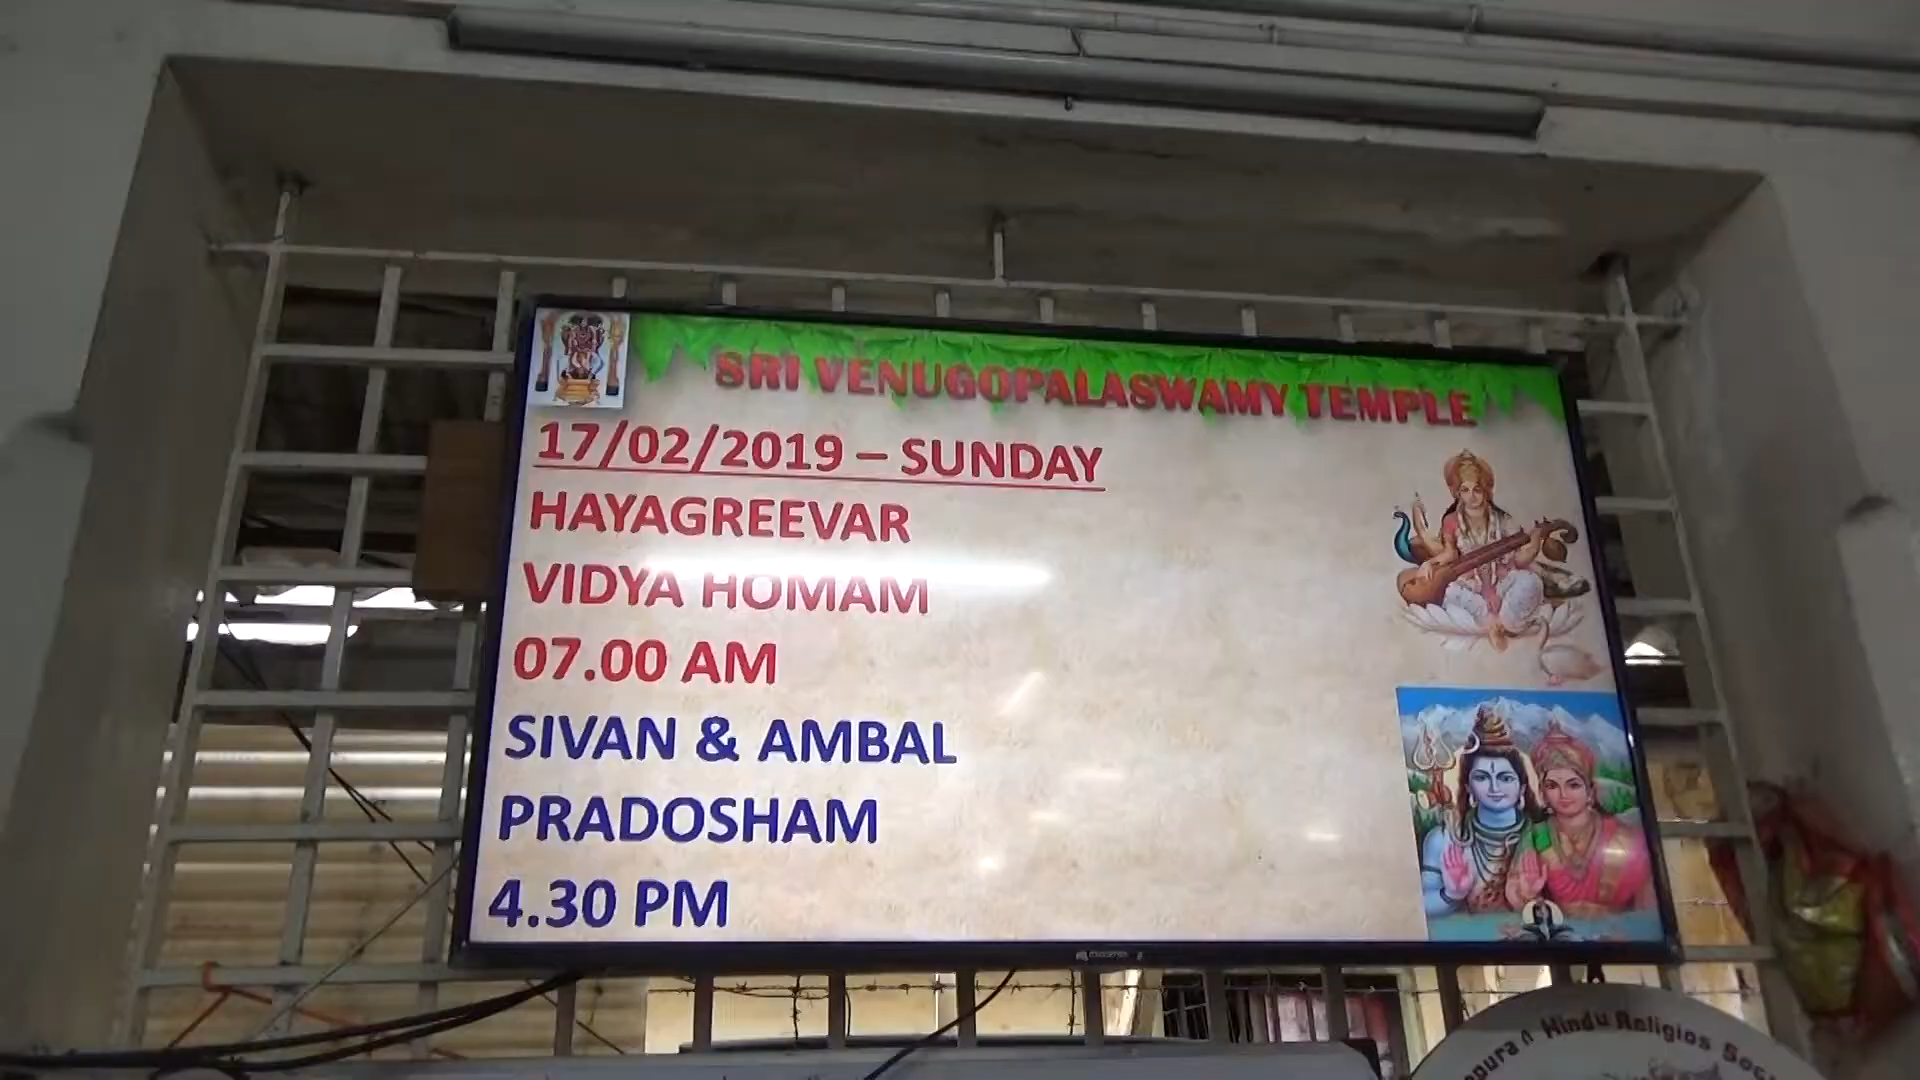 SRI VENUGOPALASWAMY TEMPLE
17/02/2019 – SUNDAY
HAYAGREEVAR
VIDYA HOMAM
07.00 AM
SIVAN & AMBAL
PRADOSHAM
4.30 PM
Hindu Religios